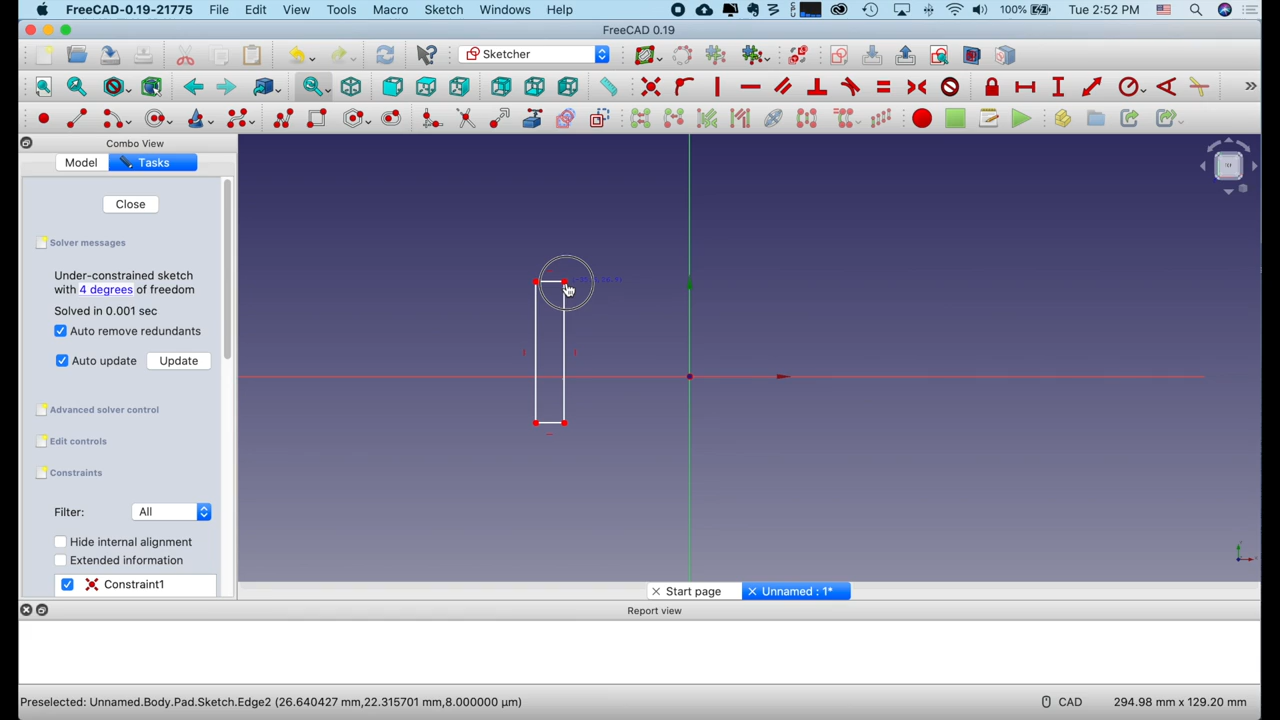 FreeCAD-0.19-21775 File Edit View Tools Macro Sketch Windows Help 100% Tue 2:52 PM
FreeCAD 0.19
Sketcher
Combo View
Model Tasks
Close
Solver messages
Under-constrained sketch
with 4 degrees of freedom
Solved in 0.001 sec
Auto remove redundants
Auto update Update
Advanced solver control
Edit controls
Constraints
Filter: All
Hide internal alignment
Extended information
Constraint1
Start page Unnamed : 1*
Report view
Preselected: Unnamed.Body.Pad.Sketch.Edge2 (26.640427 mm,22.315701 mm,8.000000 µm) CAD 294.98 mm x 129.20 mm